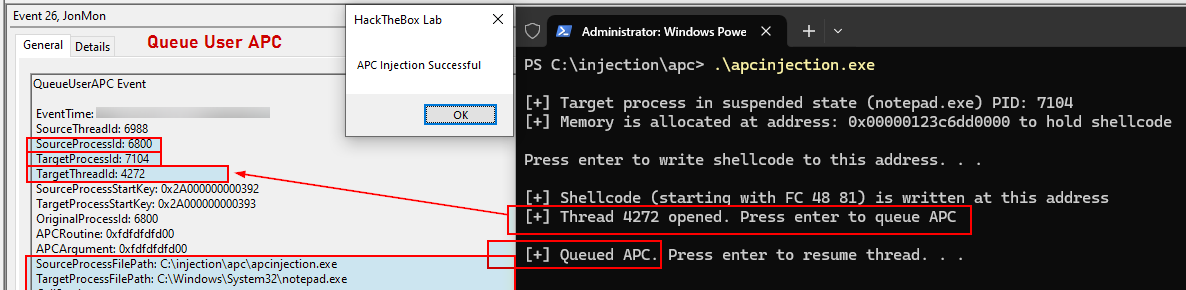 Event 26, JonMon
General
Details
Queue User APC
QueueUserAPC Event
EventTime:
SourceThreadId: 6988
SourceProcessId: 6800
TargetProcessId: 7104
TargetThreadId: 4272
SourceProcessStartKey: 0x2A000000000392
TargetProcessStartKey: 0x2A000000000393
OriginalProcessId: 6800
APCRoutine: 0xfdfdfdfd00
APCArgument: 0xfdfdfdfd00
SourceProcessFilePath: C:\injection\apc\apcinjection.exe
TargetProcessFilePath: C:\Windows\System32\notepad.exe
HackTheBox Lab
APC Injection Successful
OK
Administrator: Windows Powe
PS C:\injection\apc> .\apcinjection.exe
[+] Target process in suspended state (notepad.exe) PID: 7104
[+] Memory is allocated at address: 0x00000123c6dd0000 to hold shellcode
Press enter to write shellcode to this address. . .
[+] Shellcode (starting with FC 48 81) is written at this address
[+] Thread 4272 opened. Press enter to queue APC
[+] Queued APC. Press enter to resume thread. . .